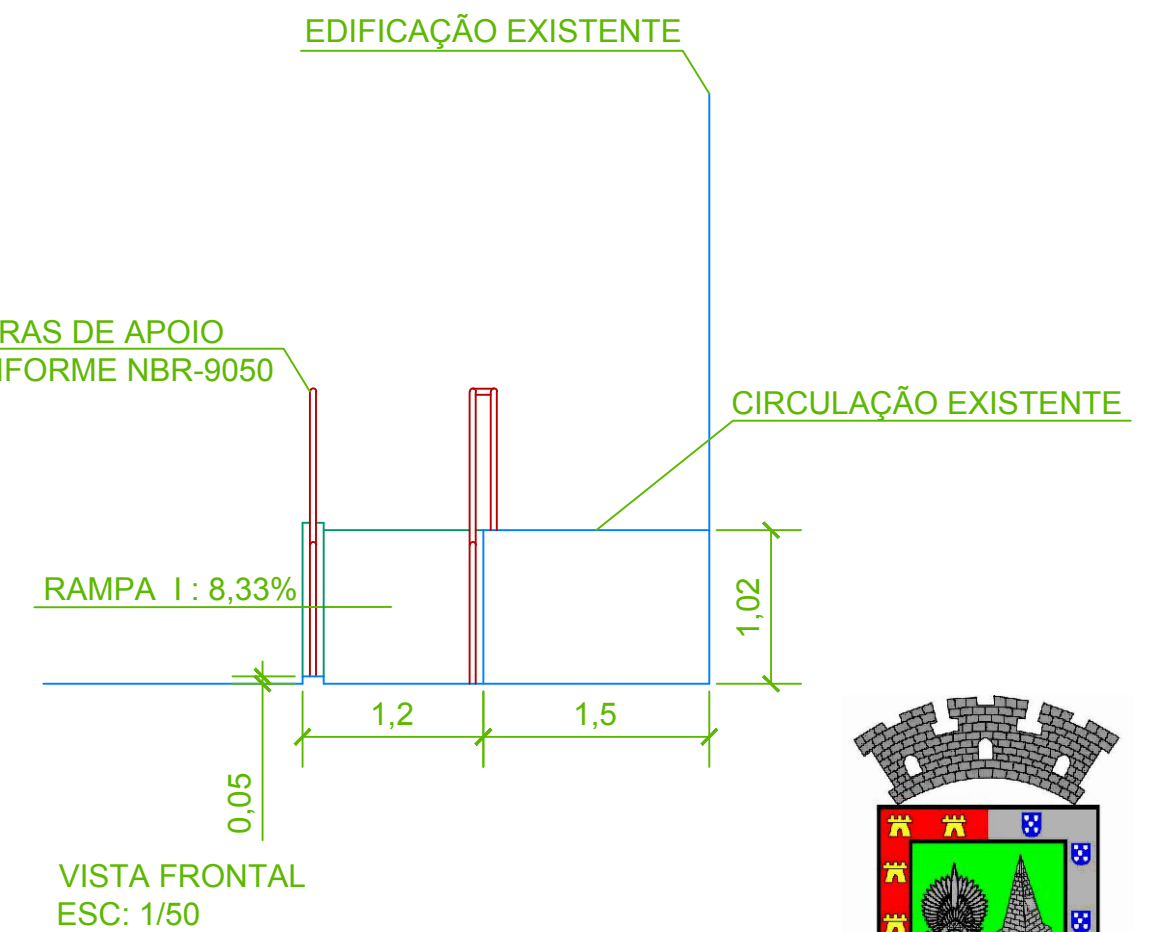 EDIFICAÇÃO EXISTENTE
RAS DE APOIO
NFORME NBR-9050
CIRCULAÇÃO EXISTENTE
RAMPA I : 8,33%
1,02
1,2
1,5
0,05
VISTA FRONTAL
ESC: 1/50